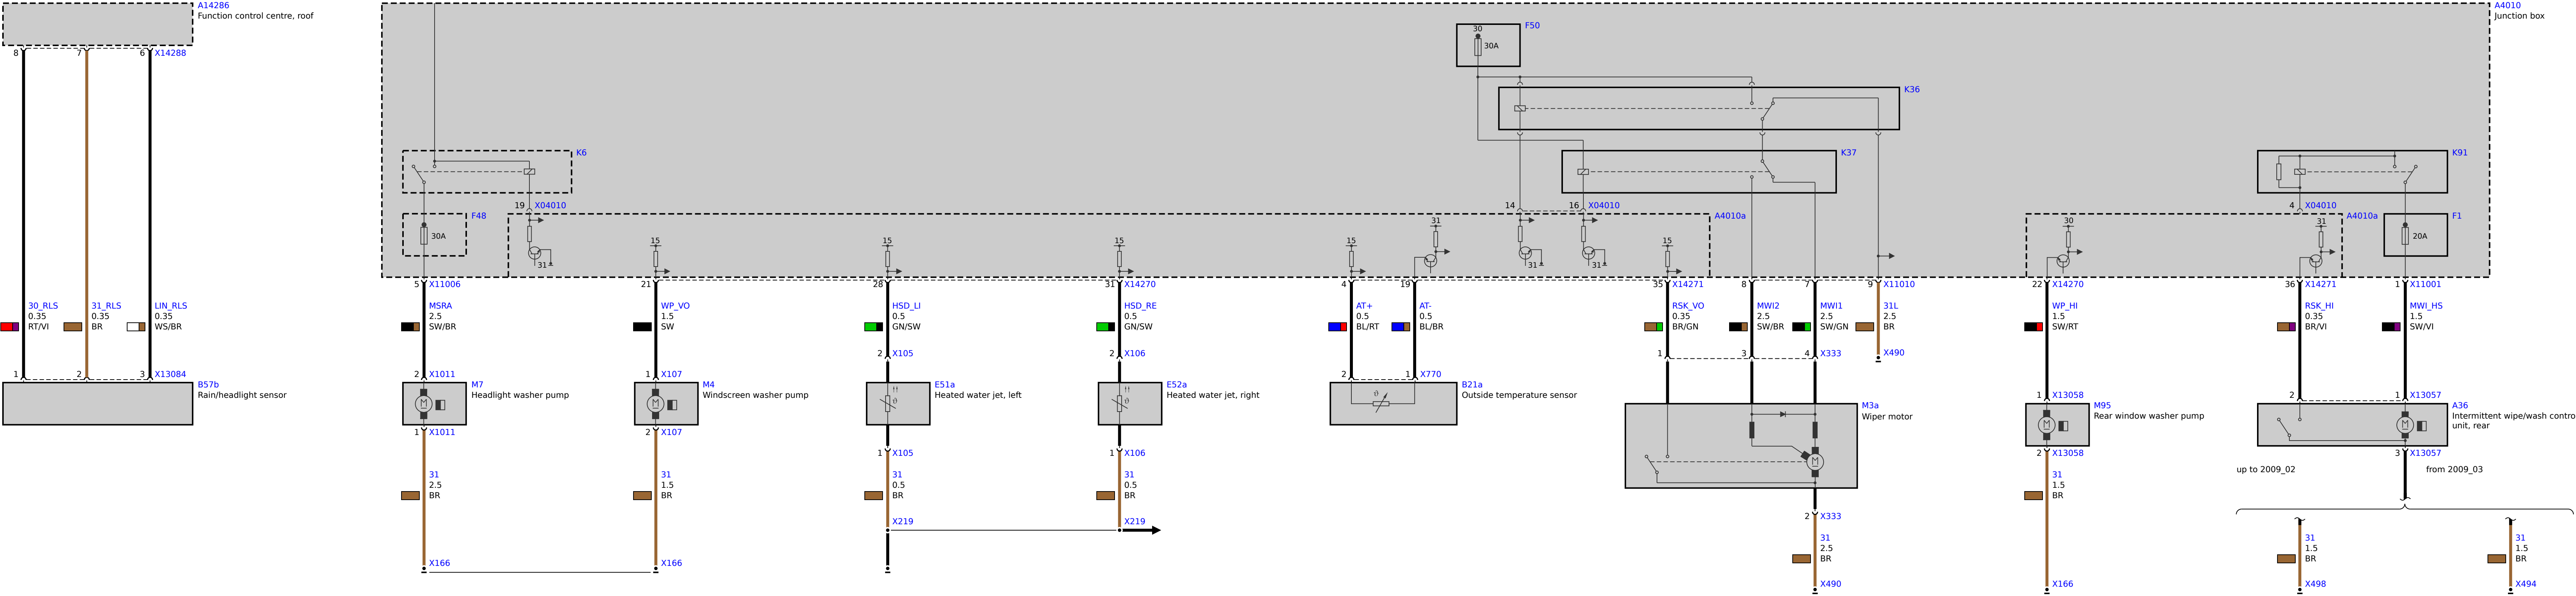 A14286
Function control centre, roof
8
7
6
X14288
30_RLS
0.35
RT/VI
31_RLS
0.35
BR
LIN_RLS
0.35
WS/BR
1
2
3
X13084
B57b
Rain/headlight sensor
A4010
Junction box
F50
30
30A
K36
K6
K37
K91
19
X04010
14
16
X04010
4
X04010
F48
30A
A4010a
A4010a
F1
20A
31
15
15
15
15
31
31
31
15
30
31
5
X11006
21
28
31
X14270
4
19
35
X14271
8
7
9
X11010
22
X14270
36
X14271
1
X11001
MSRA
2.5
SW/BR
WP_VO
1.5
SW
HSD_LI
0.5
GN/SW
HSD_RE
0.5
GN/SW
AT+
0.5
BL/RT
AT-
0.5
BL/BR
RSK_VO
0.35
BR/GN
MWI2
2.5
SW/BR
MWI1
2.5
SW/GN
31L
2.5
BR
WP_HI
1.5
SW/RT
RSK_HI
0.35
BR/VI
MWI_HS
1.5
SW/VI
2
X105
2
X106
1
3
4
X333
X490
2
X1011
1
X107
2
1
X770
1
X13058
2
1
X13057
M7
Headlight washer pump
M
M4
Windscreen washer pump
M
E51a
Heated water jet, left
E52a
Heated water jet, right
B21a
Outside temperature sensor
M3a
Wiper motor
M
M95
Rear window washer pump
M
A36
Intermittent wipe/wash contro
unit, rear
M
1
X1011
2
X107
1
X105
1
X106
2
X13058
3
X13057
31
2.5
BR
31
1.5
BR
31
0.5
BR
31
0.5
BR
31
1.5
BR
up to 2009_02
from 2009_03
X219
X219
2
X333
31
2.5
BR
31
1.5
BR
31
1.5
BR
X166
X166
X490
X166
X498
X494